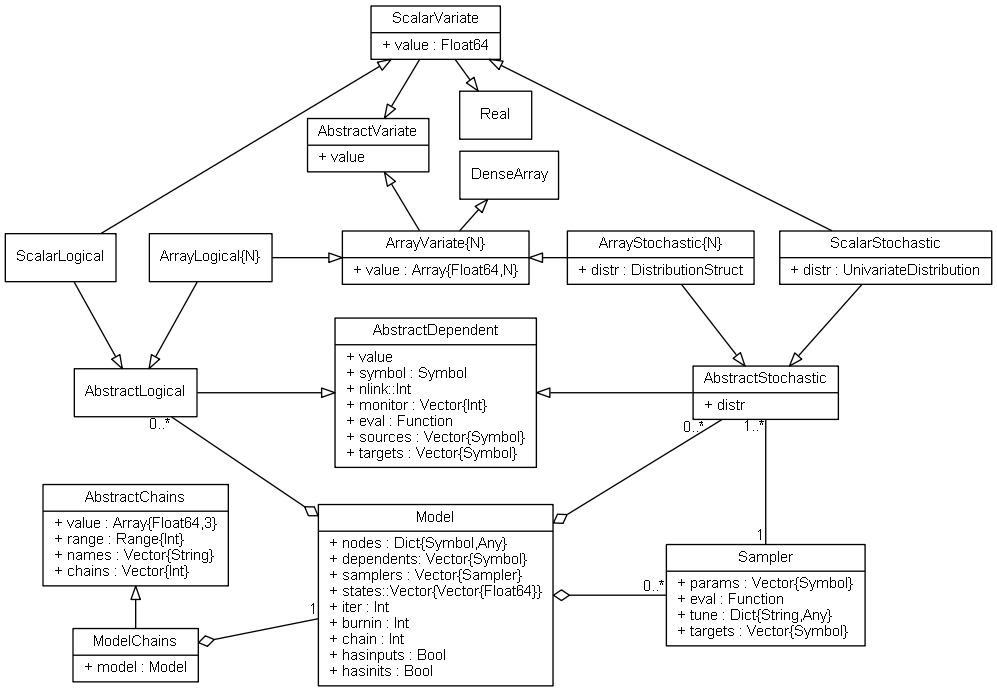 ScalarVariate
+ value : Float64
Real
AbstractVariate
+ value
DenseArray
ScalarLogical
ArrayLogical{N}
ArrayVariate{N}
+ value : Array{Float64,N}
ArrayStochastic{N}
+ distr : DistributionStruct
ScalarStochastic
+ distr : UnivariateDistribution
AbstractDependent
+ value
+ symbol : Symbol
+ nlink::Int
+ monitor : Vector{Int}
+ eval : Function
+ sources : Vector{Symbol}
+ targets : Vector{Symbol}
AbstractLogical
0..*
AbstractStochastic
+ distr
0..*
1..*
AbstractChains
+ value : Array{Float64,3}
+ range : Range{Int}
+ names : Vector{String}
+ chains : Vector{Int}
Model
+ nodes : Dict{Symbol,Any}
+ dependents: Vector{Symbol}
+ samplers : Vector{Sampler}
+ states::Vector{Vector{Float64}}
+ iter : Int
+ burnin : Int
+ chain : Int
+ hasinputs : Bool
+ hasinits : Bool
1
Sampler
+ params : Vector{Symbol}
+ eval : Function
+ tune : Dict{String,Any}
+ targets : Vector{Symbol}
0..*
1
ModelChains
+ model : Model